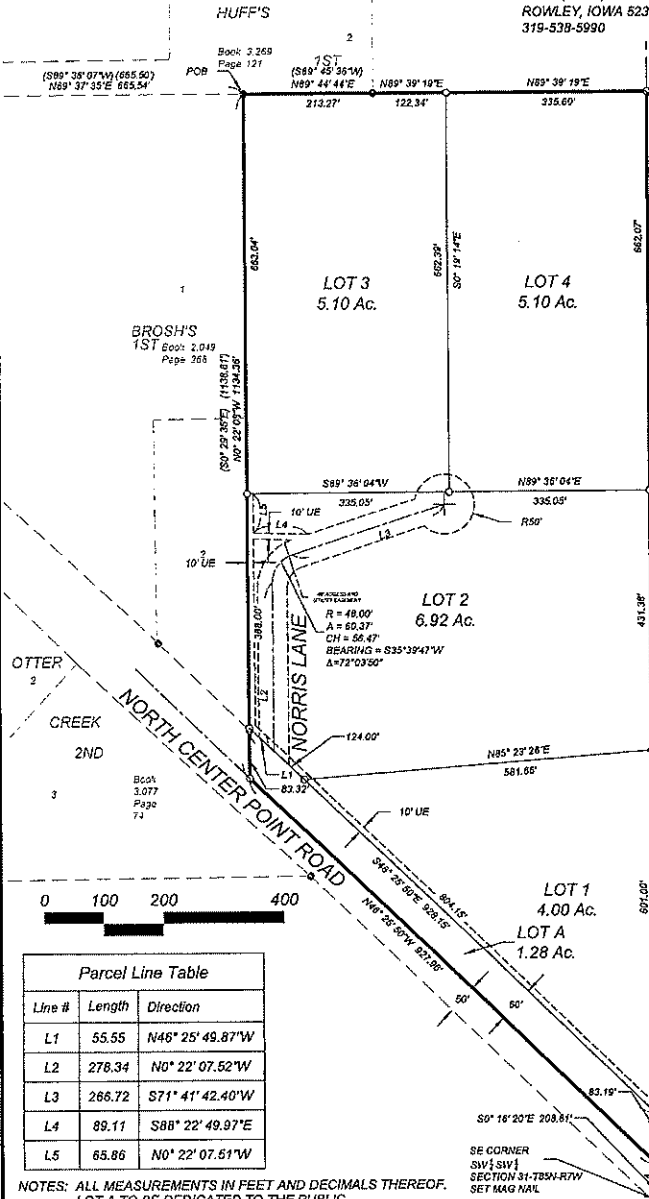 HUFF'S
ROWLEY, IOWA 523
319-538-5990
2
Book 3.269
Page 121
1ST
(S89° 45' 36"W)
(S89° 38' 07"W) (665.50')
POB
N89° 37' 35"E 665.54'
N89° 44' 44"E
N89° 39' 19"E
N89° 39' 19"E
213.27'
122.34'
335.60'
663.04'
662.39'
S0° 19' 14"E
662.07'
LOT 3
5.10 Ac.
LOT 4
5.10 Ac.
1
BROSH'S
1ST Book 2.049
Page 268
(S0° 29' 35"E) (1138.61')
N0° 22' 08"W 1134.36'
S89° 36' 04"W
335.05'
N89° 36' 04"E
335.05'
L5
10' UE
L4
L3
R50'
10' UE
R = 48.00'
A = 60.37'
CH = 56.47'
BEARING = S35°39'47"W
Δ=72°03'50"
LOT 2
6.92 Ac.
431.36'
388.00'
L2
NORRIS LANE
OTTER
2
CREEK
2ND
3
Book
3.077
Page
74
NORTH CENTER POINT ROAD
124.00'
L1
83.32'
N85° 23' 26"E
581.66'
10' UE
S46° 25' 50"E 928.15'
804.15'
N46° 25' 50"W 927.96'
LOT 1
4.00 Ac.
LOT A
1.28 Ac.
601.00'
50'
50'
83.19'
S0° 16' 20"E 208.61'
0 100 200 400
Parcel Line Table
Line # Length Direction
L1 55.55 N46° 25' 49.87"W
L2 278.34 N0° 22' 07.52"W
L3 266.72 S71° 41' 42.40"W
L4 89.11 S88° 22' 49.97"E
L5 65.86 N0° 22' 07.51"W
SE CORNER
SW¼ SW¼
SECTION 31-T85N-R7W
SET MAG NAIL
NOTES: ALL MEASUREMENTS IN FEET AND DECIMALS THEREOF.
LOT A TO BE DEDICATED TO THE PUBLIC